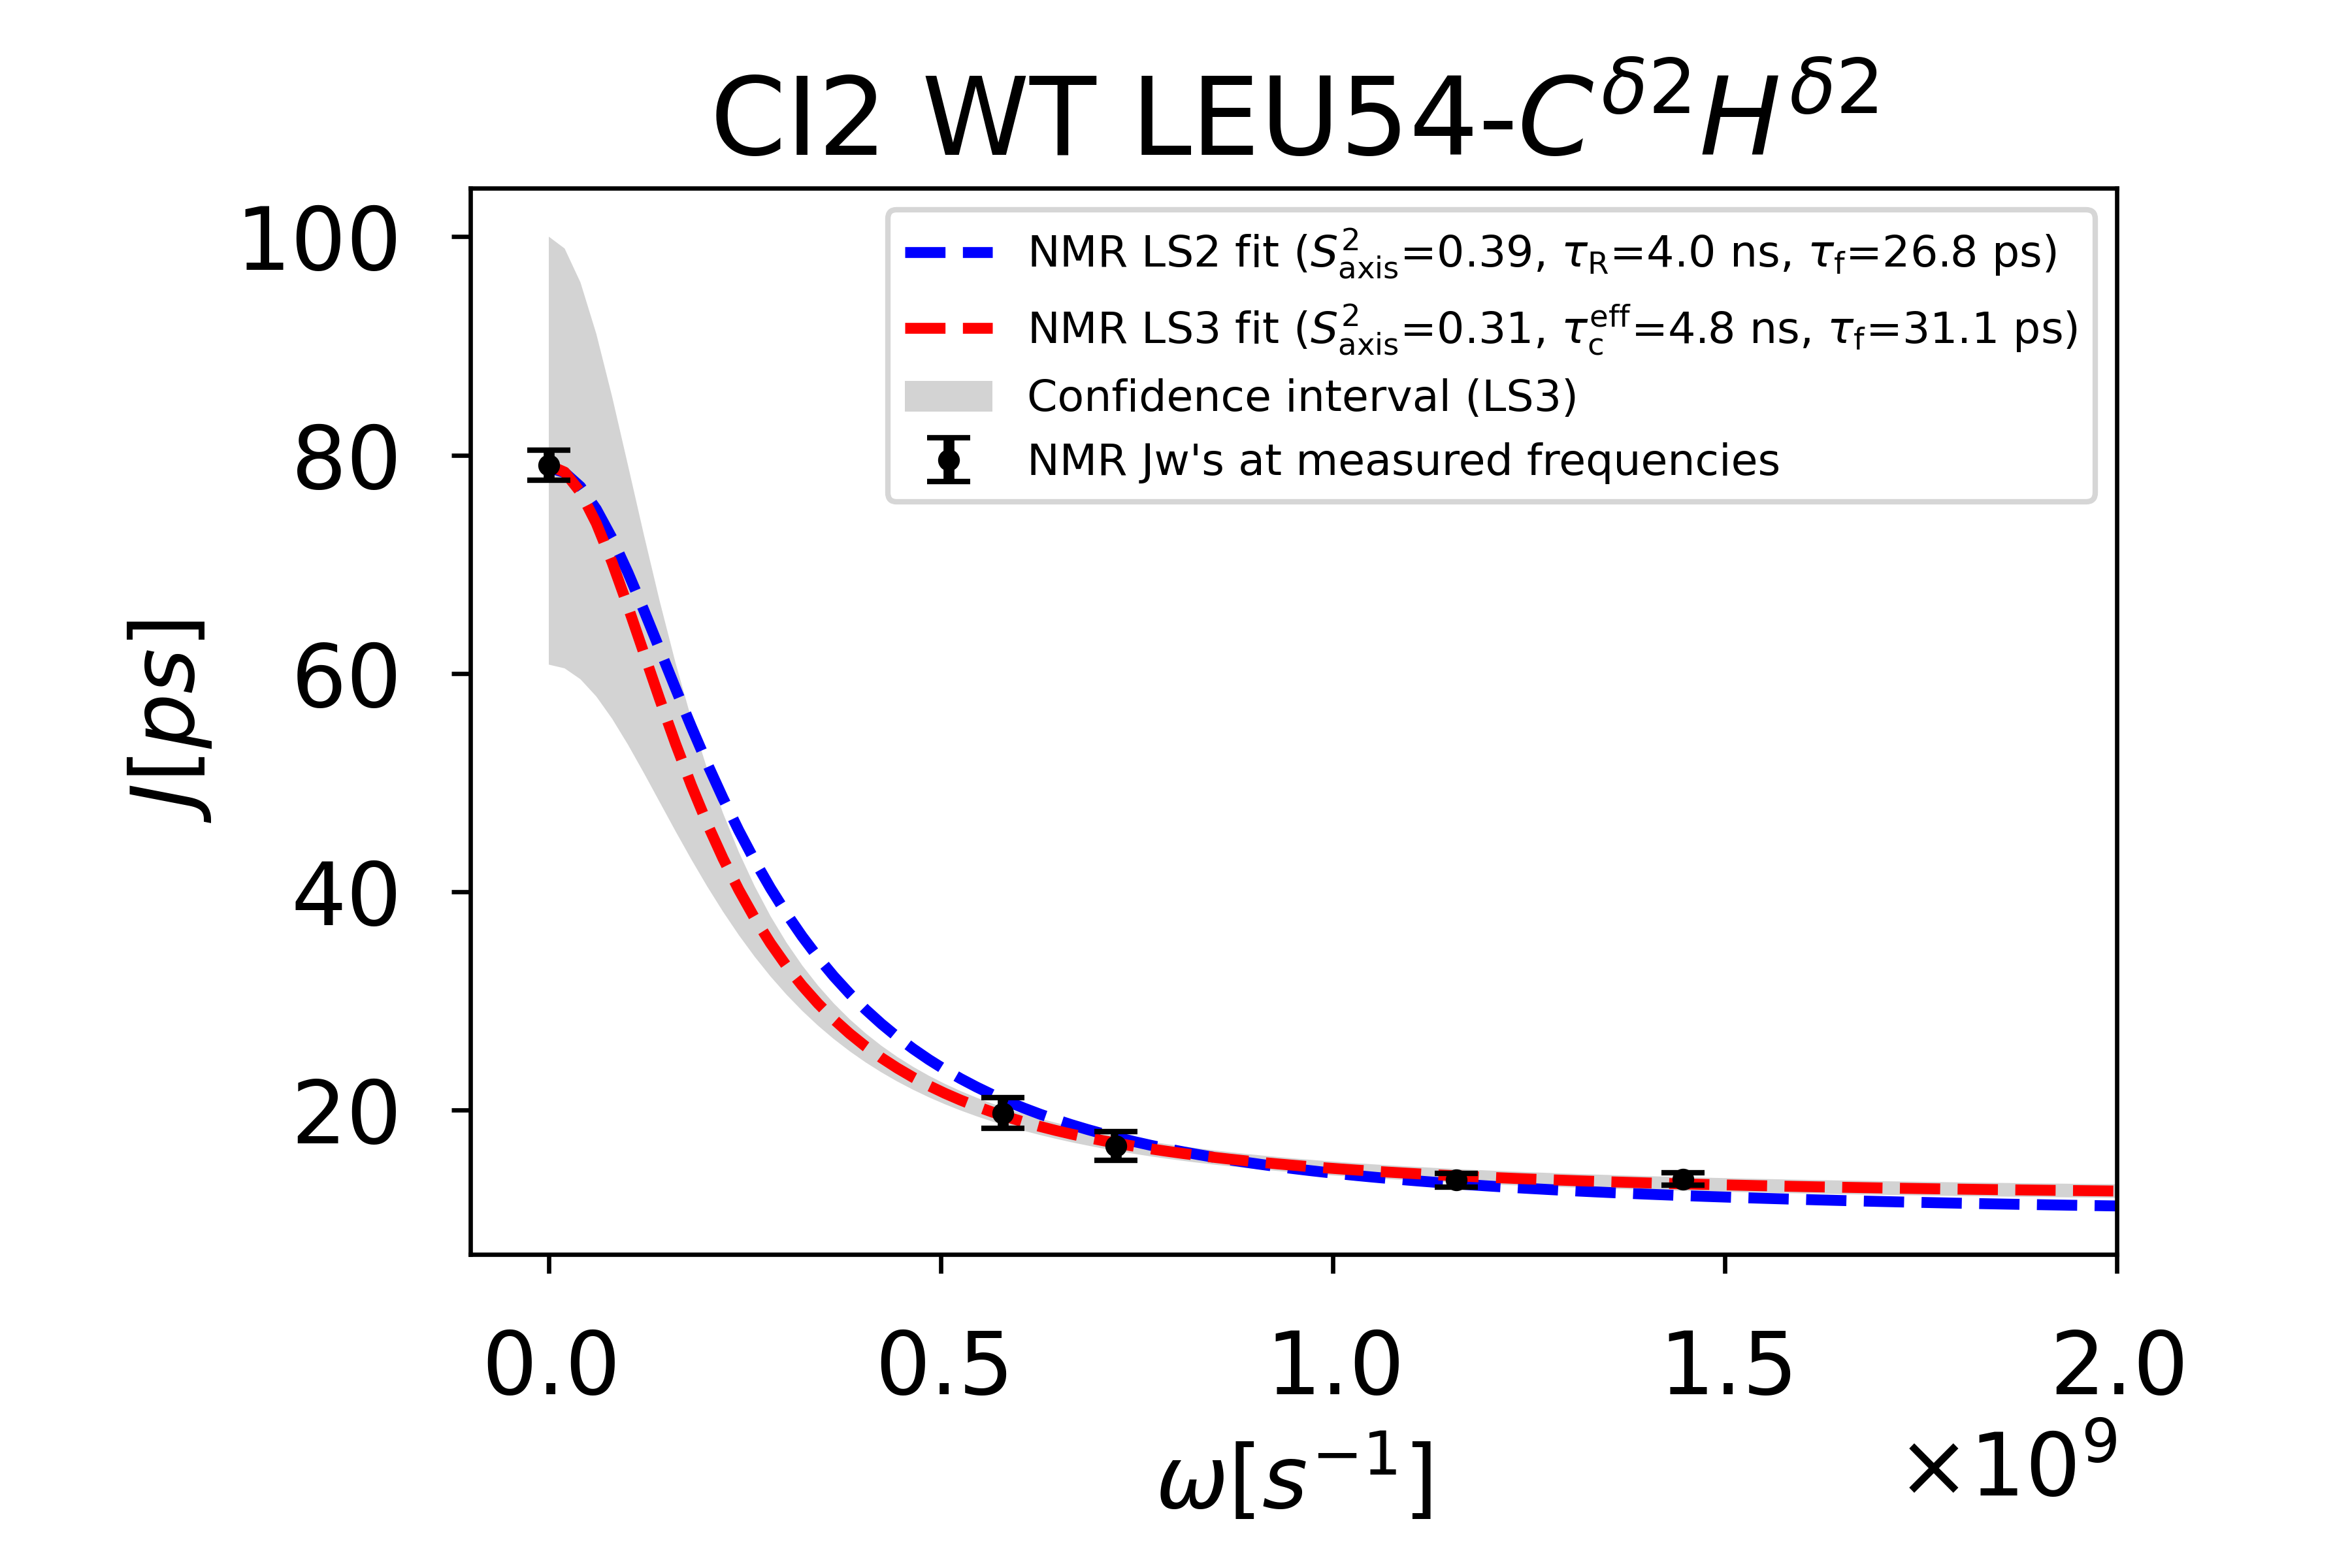 CI2 WT LEU54-C^δ2H^δ2
NMR LS2 fit (S²axis=0.39, τR=4.0 ns, τf=26.8 ps)
NMR LS3 fit (S²axis=0.31, τc^eff=4.8 ns, τf=31.1 ps)
Confidence interval (LS3)
NMR Jw's at measured frequencies
100
80
60
40
20
J[ps]
0.0 0.5 1.0 1.5 2.0
×10⁹
ω[s⁻¹]